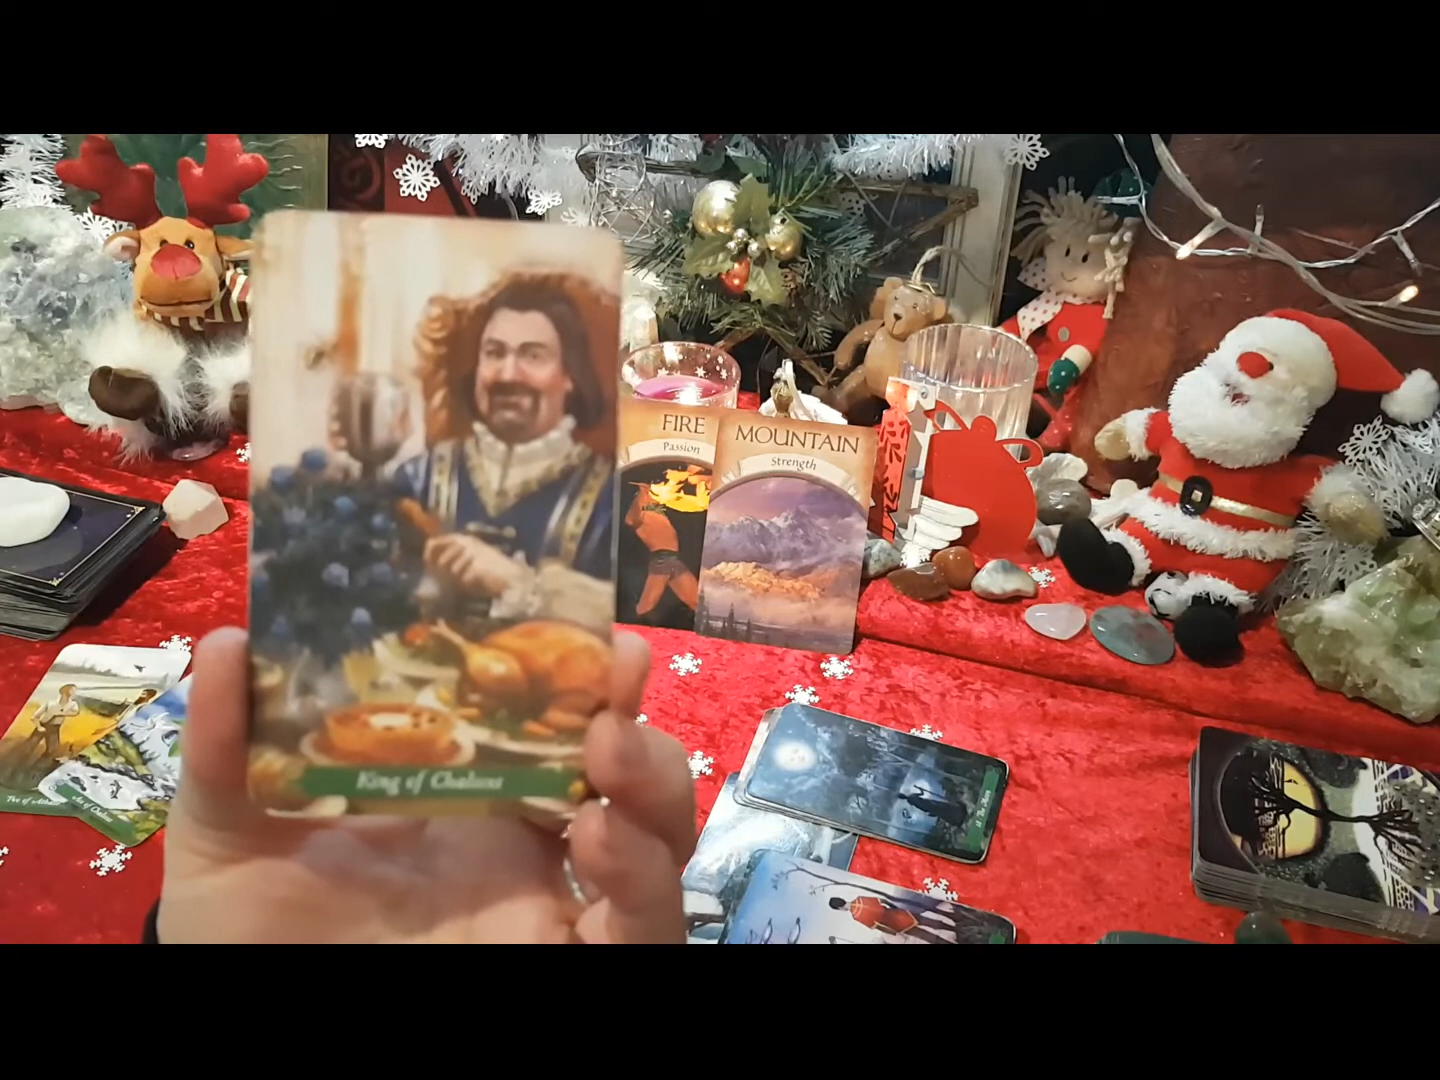 FIRE
Passion
MOUNTAIN
Strength
King of Chalices